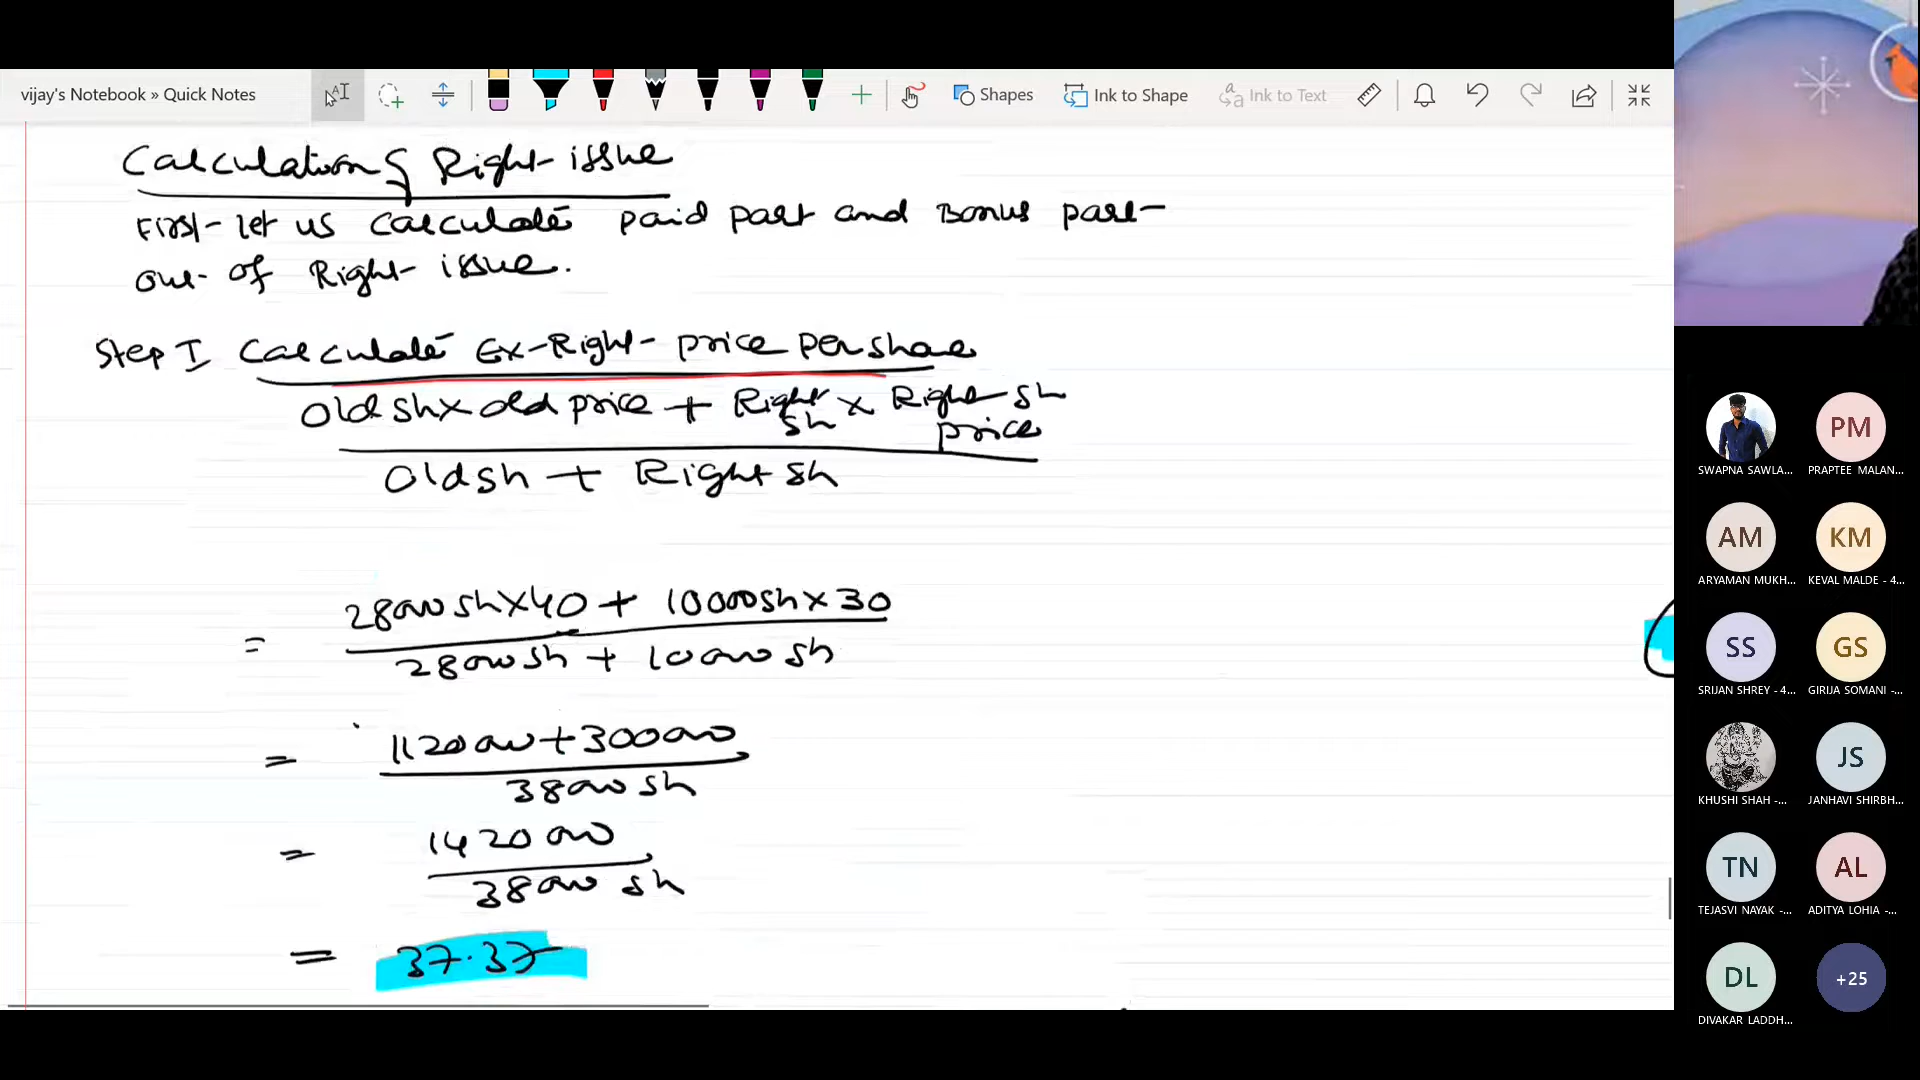 vijay's Notebook » Quick Notes
Shapes
Ink to Shape
Ink to Text
Calculation of Right issue
First let us calculate paid part and Bonus part
out of Right issue.
Step I Calculate Ex-Right price per share
old sh x old price + Right sh x Right sh price
old sh + Right sh
= 28000 sh x 40 + 10000 sh x 30
28000 sh + 10000 sh
= 1120000 + 300000
38000 sh
= 1420000
38000 sh
= 37.37
SWAPNA SAWLA...
PM
PRAPTEE MALAN...
AM
ARYAMAN MUKH...
KM
KEVAL MALDE - 4...
SS
SRIJAN SHREY - 4...
GS
GIRIJA SOMANI -...
KHUSHI SHAH -...
JS
JANHAVI SHIRBH...
TN
TEJASVI NAYAK -...
AL
ADITYA LOHIA -...
DL
DIVAKAR LADDH...
+25